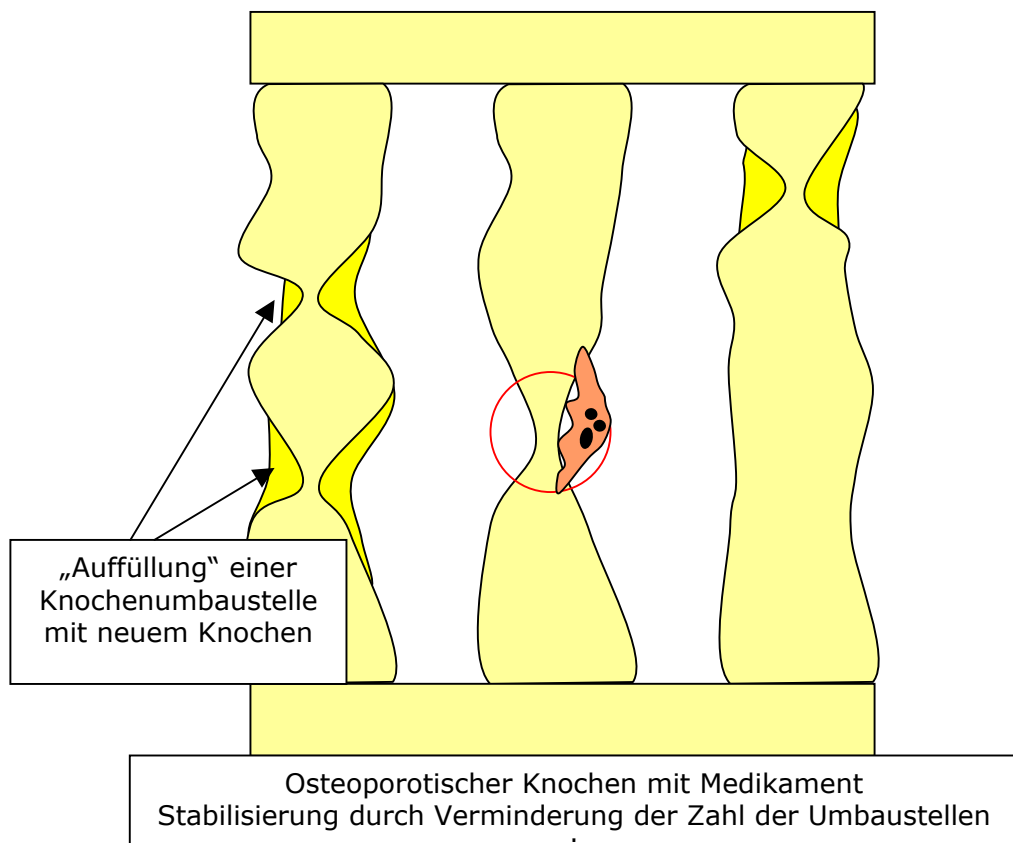 „Auffüllung“ einer
Knochenumbaustelle
mit neuem Knochen
Osteoporotischer Knochen mit Medikament
Stabilisierung durch Verminderung der Zahl der Umbaustellen